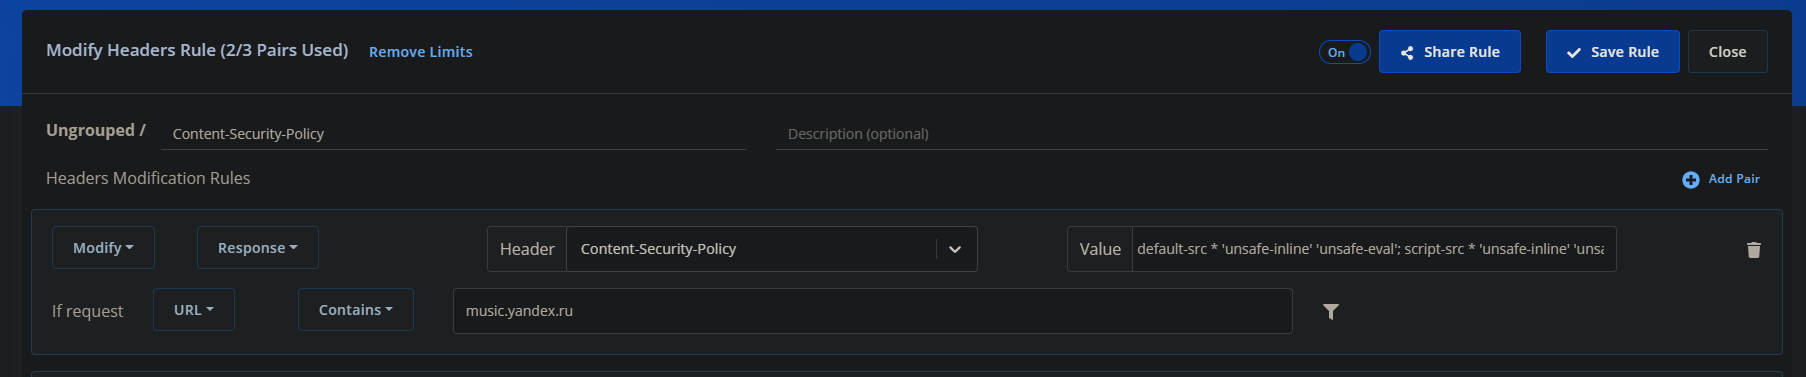 Modify Headers Rule (2/3 Pairs Used) Remove Limits On Share Rule Save Rule Close
Ungrouped / Content-Security-Policy Description (optional)
Headers Modification Rules Add Pair
Modify Response Header Content-Security-Policy Value default-src * 'unsafe-inline' 'unsafe-eval'; script-src * 'unsafe-inline' 'unsa
If request URL Contains music.yandex.ru